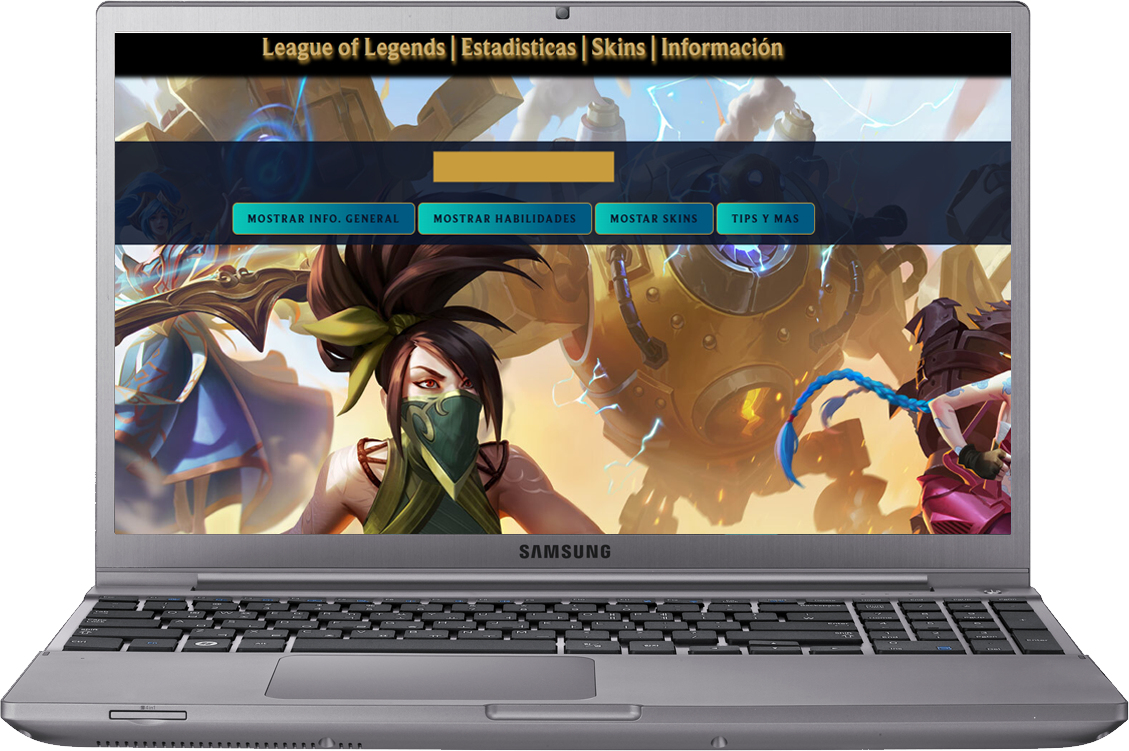 League of Legends | Estadisticas | Skins | Información
MOSTRAR INFO. GENERAL MOSTRAR HABILIDADES MOSTAR SKINS TIPS Y MAS
SAMSUNG